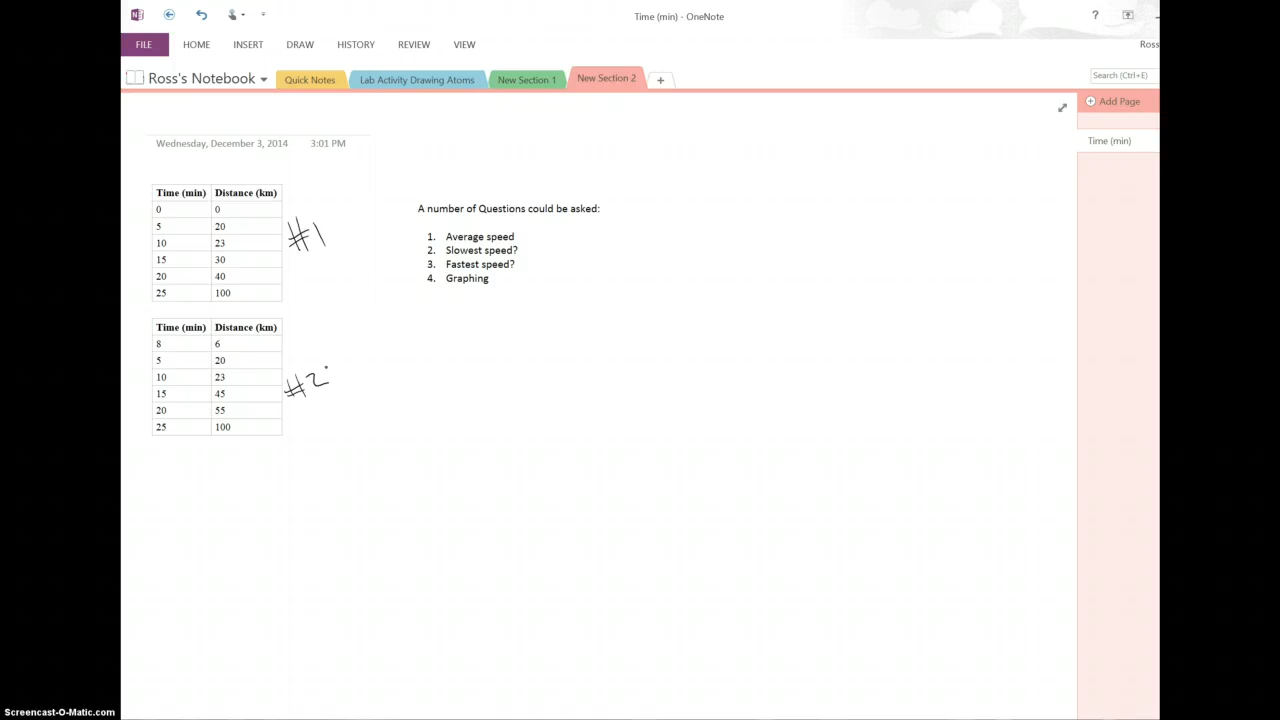 Time (min) - OneNote
?
FILE HOME INSERT DRAW HISTORY REVIEW VIEW
Ross
Ross's Notebook Quick Notes Lab Activity Drawing Atoms New Section 1 New Section 2 +
Search (Ctrl+E)
Add Page
Time (min)
Wednesday, December 3, 2014 3:01 PM
Time (min) Distance (km)
0 0
5 20
10 23
15 30
20 40
25 100
#1
Time (min) Distance (km)
8 6
5 20
10 23
15 45
20 55
25 100
#2
A number of Questions could be asked:
1. Average speed
2. Slowest speed?
3. Fastest speed?
4. Graphing
Screencast-O-Matic.com